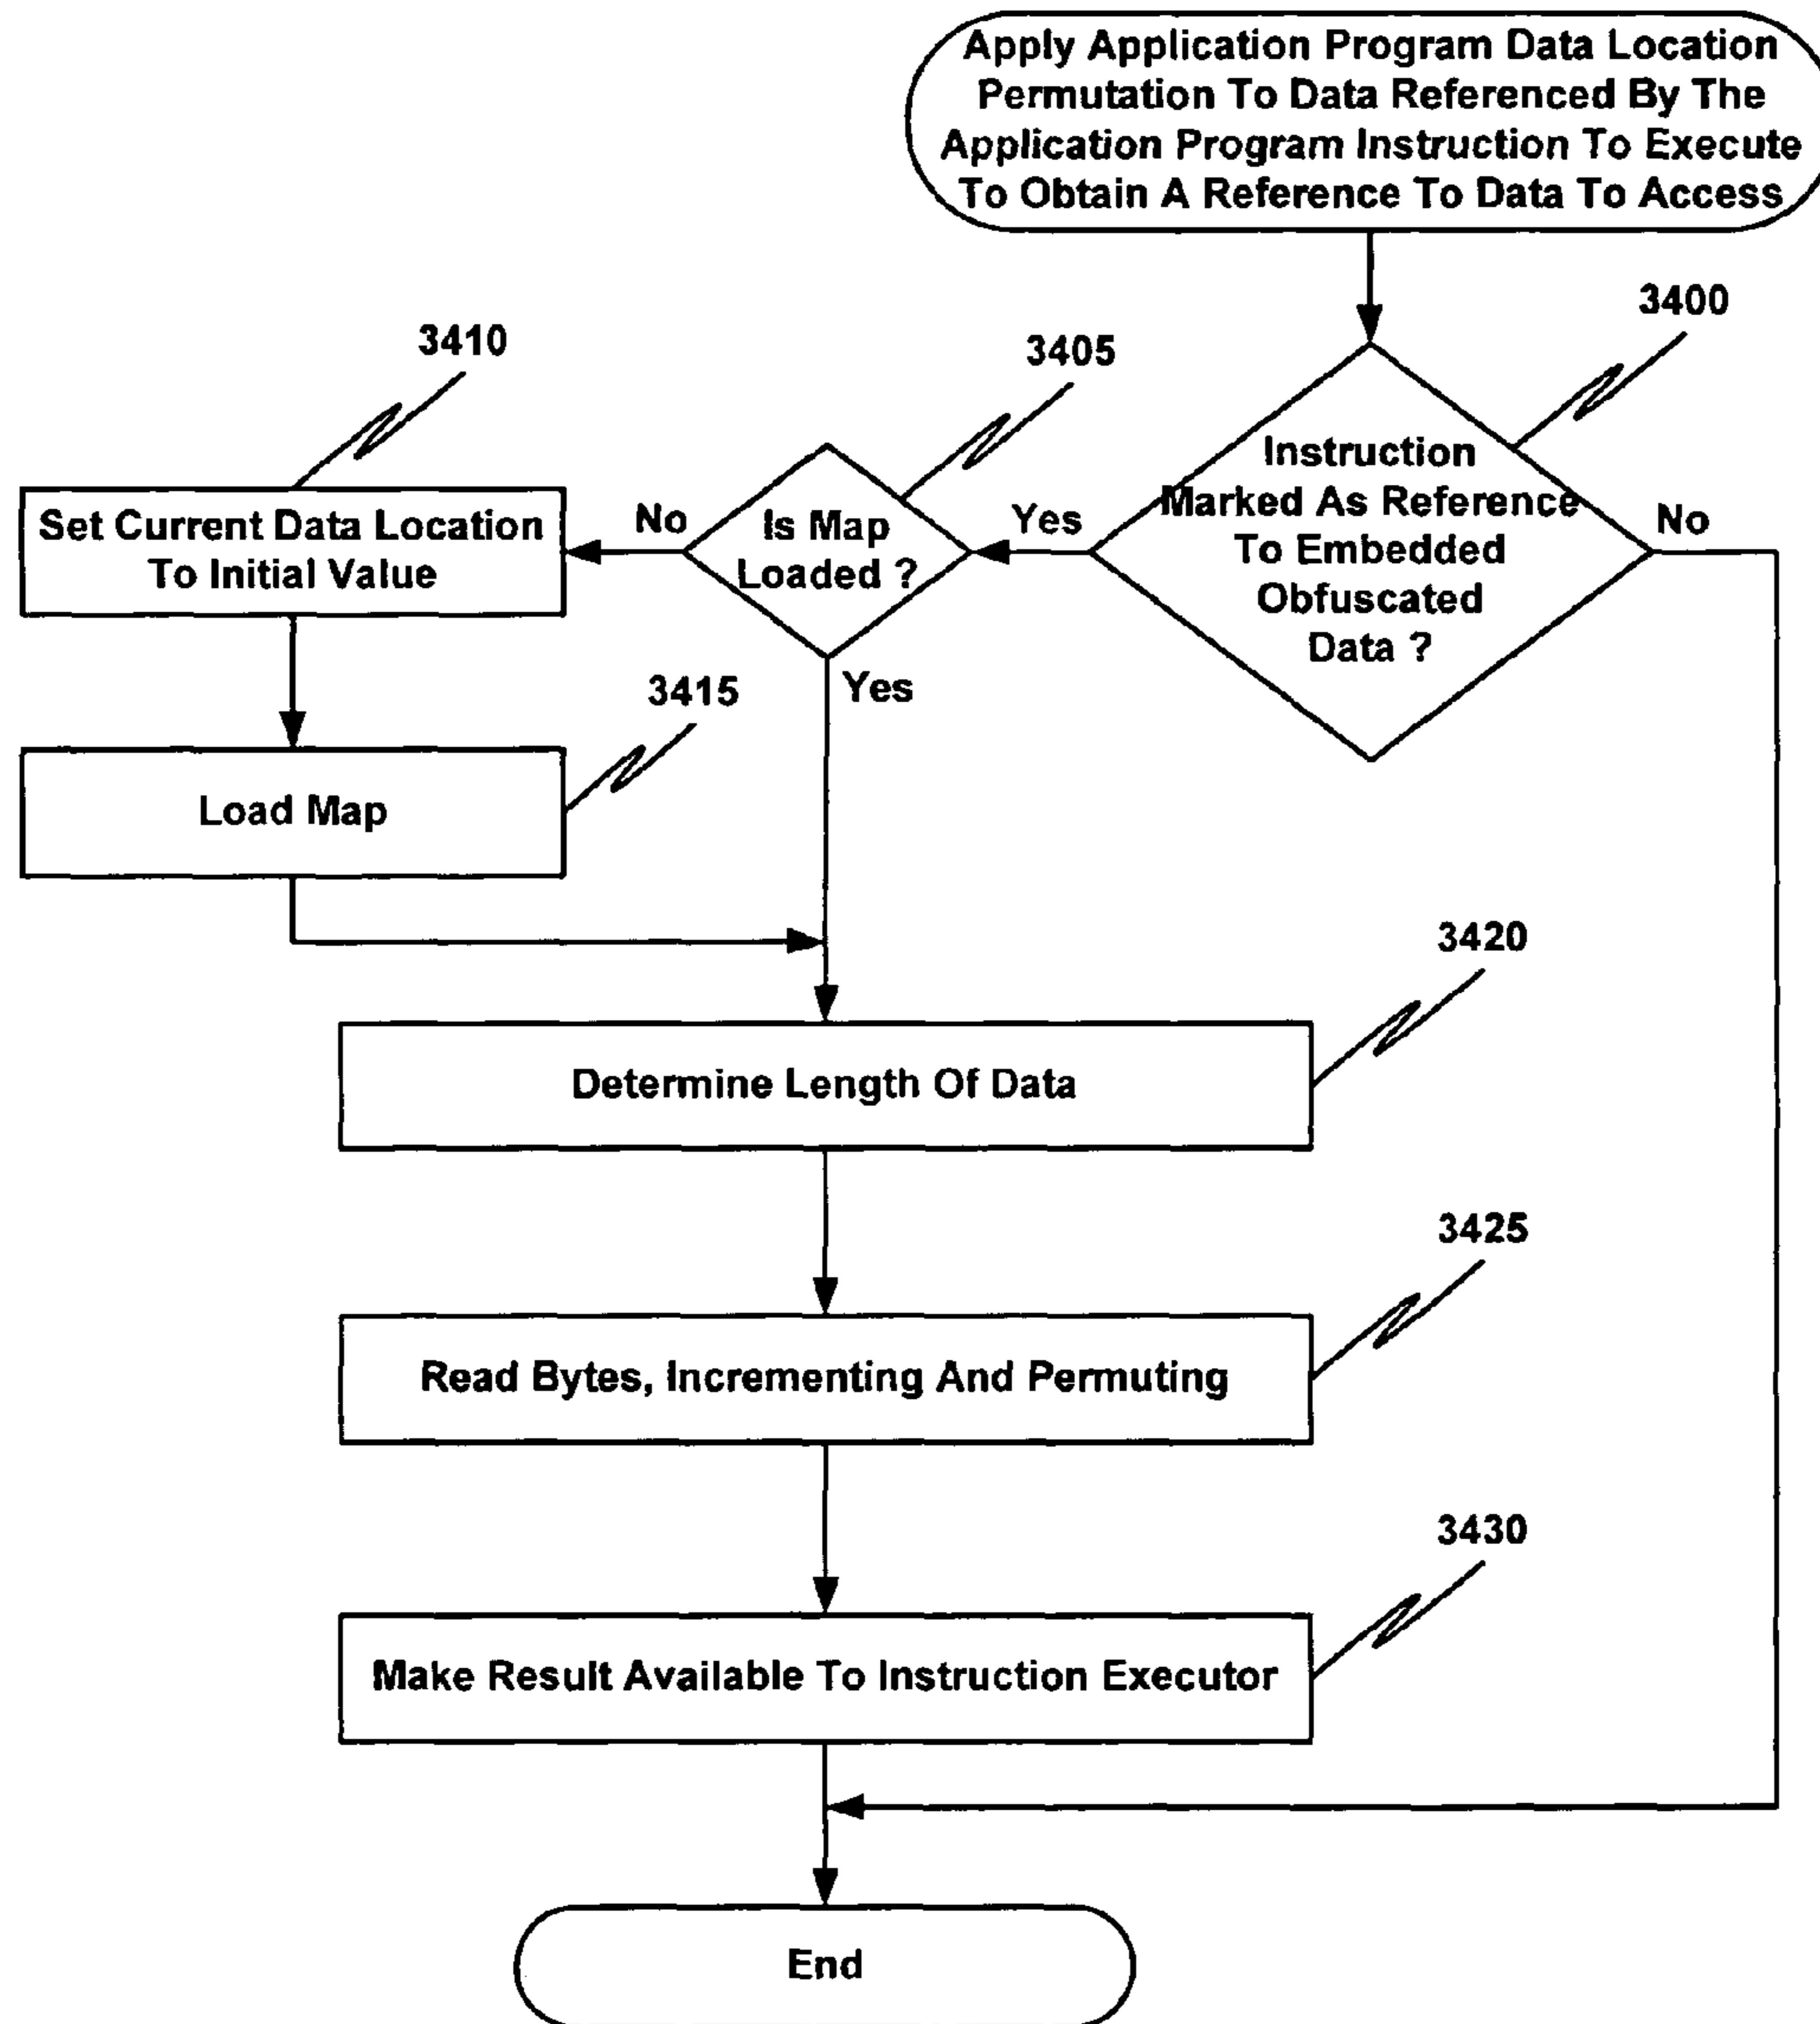 Apply Application Program Data Location
Permutation To Data Referenced By The
Application Program Instruction To Execute
To Obtain A Reference To Data To Access
3400
3410
3405
Instruction
Marked As Reference
To Embedded
Obfuscated
Data ?
No
Yes
Is Map
Loaded ?
No
Set Current Data Location
To Initial Value
Yes
3415
Load Map
3420
Determine Length Of Data
3425
Read Bytes, Incrementing And Permuting
3430
Make Result Available To Instruction Executor
End